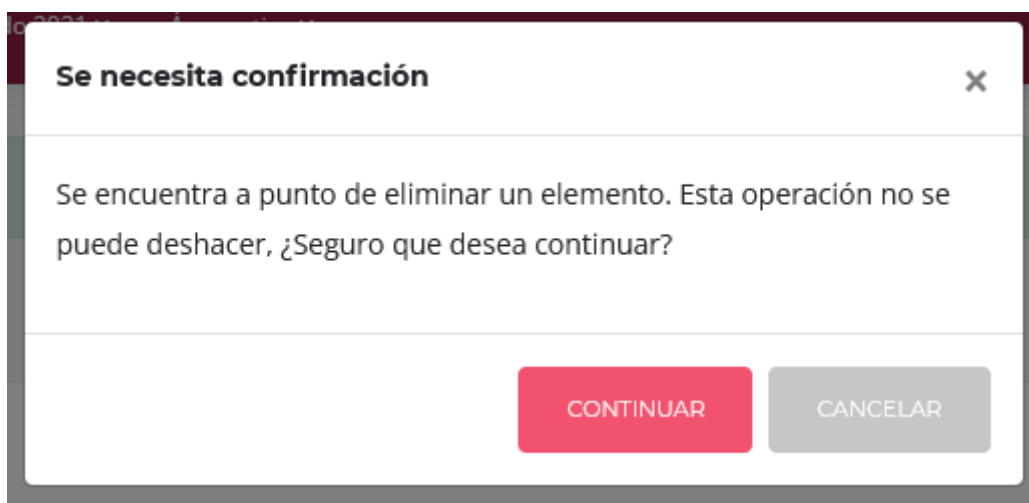 Se necesita confirmación
×
Se encuentra a punto de eliminar un elemento. Esta operación no se
puede deshacer, ¿Seguro que desea continuar?
CONTINUAR
CANCELAR